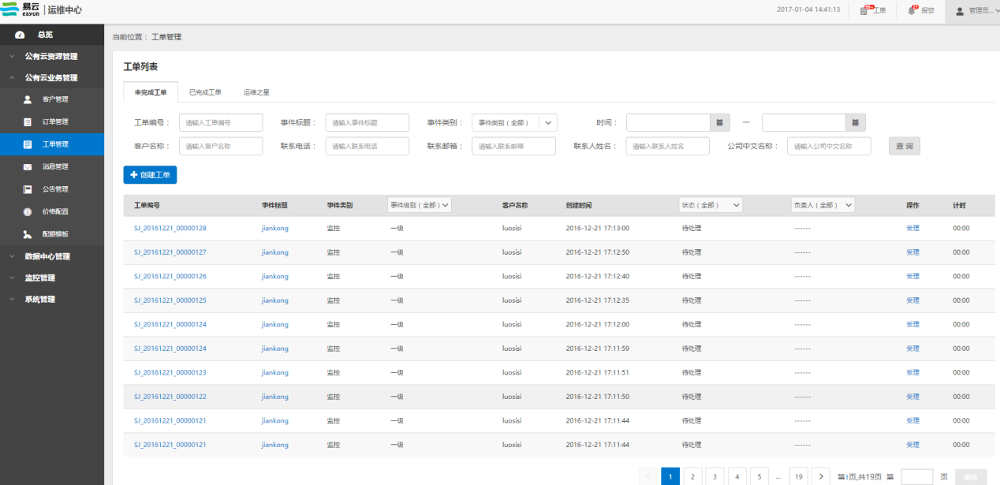 易云 eayun 运维中心
2017-01-04 14:41:13 99+ 工单 21 报警 管理员...
总览
公有云资源管理
公有云业务管理
客户管理
订单管理
工单管理
消息管理
公告管理
价格配置
配额模板
数据中心管理
监控管理
系统管理
当前位置： 工单管理
工单列表
未完成工单 已完成工单 运维之星
工单编号： 请输入工单编号 事件标题： 请输入事件标题 事件类别： 事件类别（全部） 时间： —
客户名称： 请输入客户名称 联系电话： 请输入联系电话 联系邮箱： 请输入联系邮箱 联系人姓名： 请输入联系人姓名 公司中文名称： 请输入公司中文名称 查 询
创建工单
工单编号 事件标题 事件类别 事件级别（全部） 客户名称 创建时间 状态（全部） 负责人（全部） 操作 计时
SJ_20161221_00000128 jiankong 监控 一级 luosisi 2016-12-21 17:13:00 待处理 ------ 受理 00:00
SJ_20161221_00000127 jiankong 监控 一级 luosisi 2016-12-21 17:12:50 待处理 ------ 受理 00:00
SJ_20161221_00000126 jiankong 监控 一级 luosisi 2016-12-21 17:12:40 待处理 ------ 受理 00:00
SJ_20161221_00000125 jiankong 监控 一级 luosisi 2016-12-21 17:12:35 待处理 ------ 受理 00:00
SJ_20161221_00000124 jiankong 监控 一级 luosisi 2016-12-21 17:12:00 待处理 ------ 受理 00:00
SJ_20161221_00000124 jiankong 监控 一级 luosisi 2016-12-21 17:11:59 待处理 ------ 受理 00:00
SJ_20161221_00000123 jiankong 监控 一级 luosisi 2016-12-21 17:11:51 待处理 ------ 受理 00:00
SJ_20161221_00000122 jiankong 监控 一级 luosisi 2016-12-21 17:11:50 待处理 ------ 受理 00:00
SJ_20161221_00000121 jiankong 监控 一级 luosisi 2016-12-21 17:11:44 待处理 ------ 受理 00:00
SJ_20161221_00000121 jiankong 监控 一级 luosisi 2016-12-21 17:11:44 待处理 ------ 受理 00:00
1 2 3 4 5 ... 19 第1页,共19页 第 页